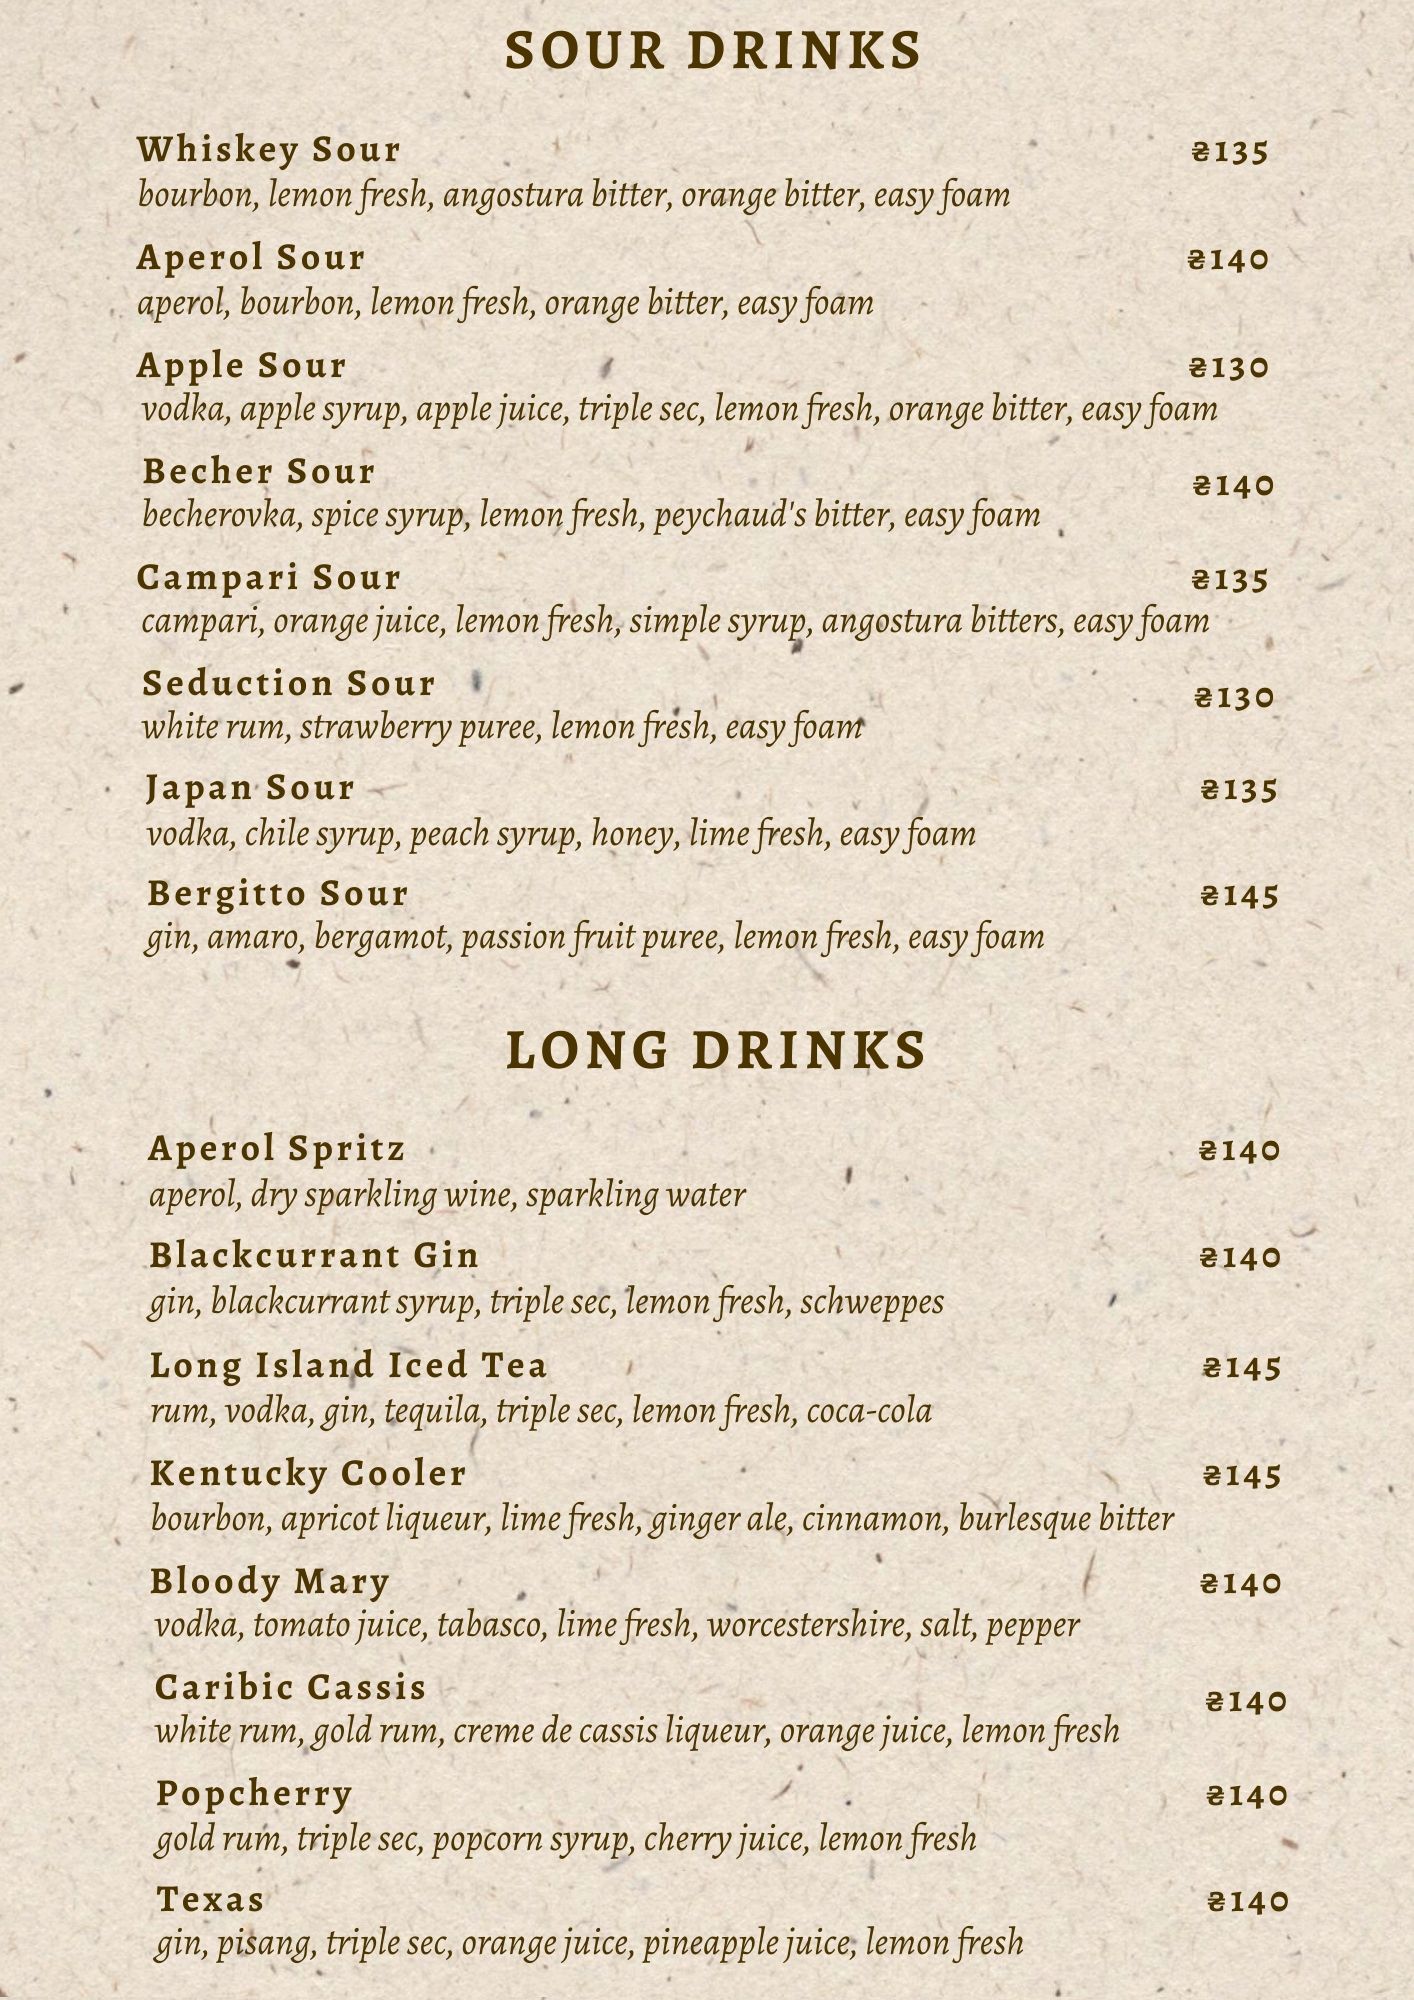 SOUR DRINKS
Whiskey Sour ₴135
bourbon, lemon fresh, angostura bitter, orange bitter, easy foam
Aperol Sour ₴140
aperol, bourbon, lemon fresh, orange bitter, easy foam
Apple Sour ₴130
vodka, apple syrup, apple juice, triple sec, lemon fresh, orange bitter, easy foam
Becher Sour ₴140
becherovka, spice syrup, lemon fresh, peychaud's bitter, easy foam
Campari Sour ₴135
campari, orange juice, lemon fresh, simple syrup, angostura bitters, easy foam
Seduction Sour ₴130
white rum, strawberry puree, lemon fresh, easy foam
Japan Sour ₴135
vodka, chile syrup, peach syrup, honey, lime fresh, easy foam
Bergitto Sour ₴145
gin, amaro, bergamot, passion fruit puree, lemon fresh, easy foam
LONG DRINKS
Aperol Spritz ₴140
aperol, dry sparkling wine, sparkling water
Blackcurrant Gin ₴140
gin, blackcurrant syrup, triple sec, lemon fresh, schweppes
Long Island Iced Tea ₴145
rum, vodka, gin, tequila, triple sec, lemon fresh, coca-cola
Kentucky Cooler ₴145
bourbon, apricot liqueur, lime fresh, ginger ale, cinnamon, burlesque bitter
Bloody Mary ₴140
vodka, tomato juice, tabasco, lime fresh, worcestershire, salt, pepper
Caribic Cassis ₴140
white rum, gold rum, creme de cassis liqueur, orange juice, lemon fresh
Popcherry ₴140
gold rum, triple sec, popcorn syrup, cherry juice, lemon fresh
Texas ₴140
gin, pisang, triple sec, orange juice, pineapple juice, lemon fresh